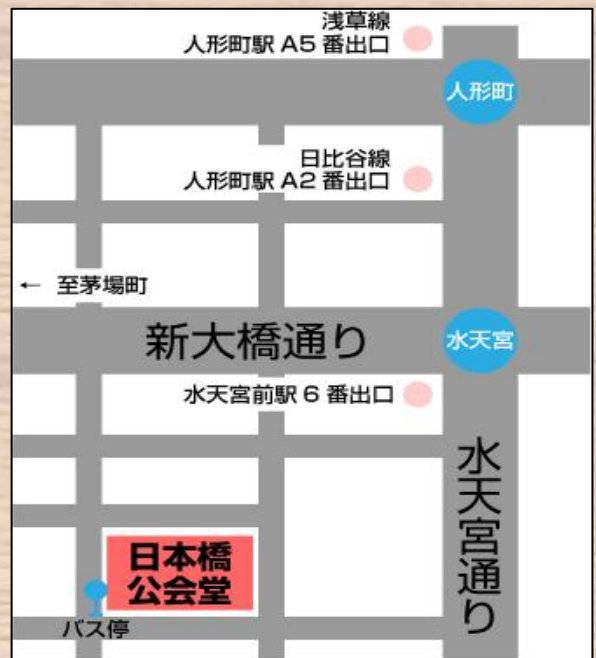 浅草線
人形町駅 A5 番出口
人形町
日比谷線
人形町駅 A2 番出口
← 至茅場町
新大橋通り
水天宮
水天宮前駅 6 番出口
水天宮通り
日本橋
公会堂
バス停